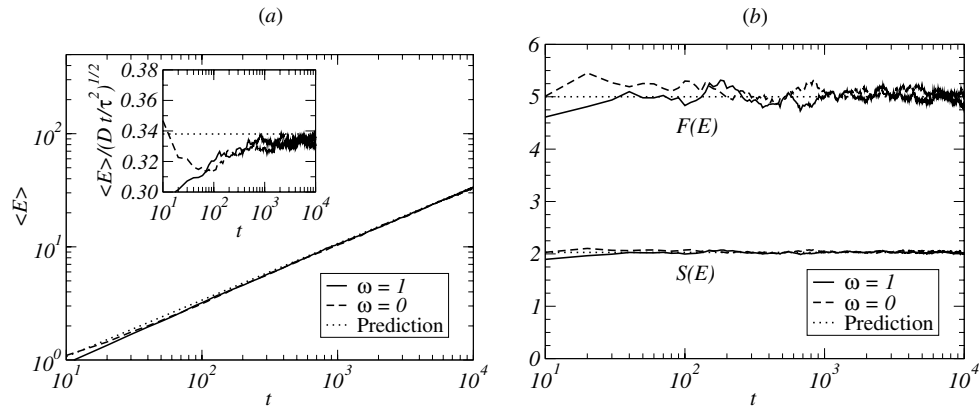 (a)
<E>
10^2
10^1
10^0
10^1
10^2
10^3
10^4
t
<E>/(D t/τ^2)^1/2
0.38
0.36
0.34
0.32
0.30
10^1
10^2
10^3
10^4
t
ω = 1
ω = 0
Prediction
(b)
6
5
4
3
2
1
0
10^1
10^2
10^3
10^4
t
F(E)
S(E)
ω = 1
ω = 0
Prediction